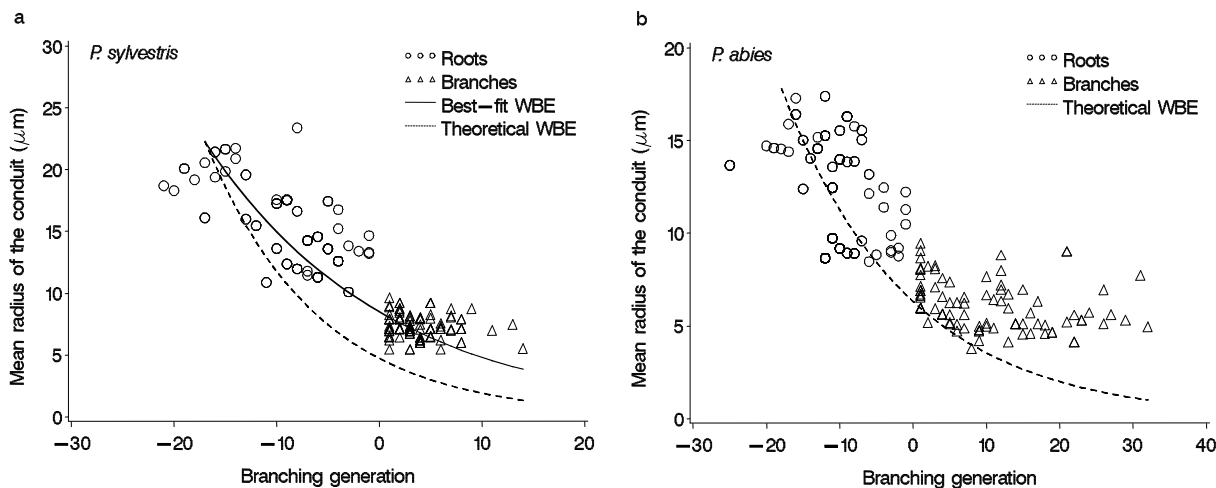 a
P. sylvestris
Roots
Branches
Best–fit WBE
Theoretical WBE
Mean radius of the conduit (μm)
30
25
20
15
10
5
0
−30
−20
−10
0
10
20
Branching generation
b
P. abies
Roots
Branches
Theoretical WBE
Mean radius of the conduit (μm)
20
15
10
5
0
−30
−20
−10
0
10
20
30
40
Branching generation